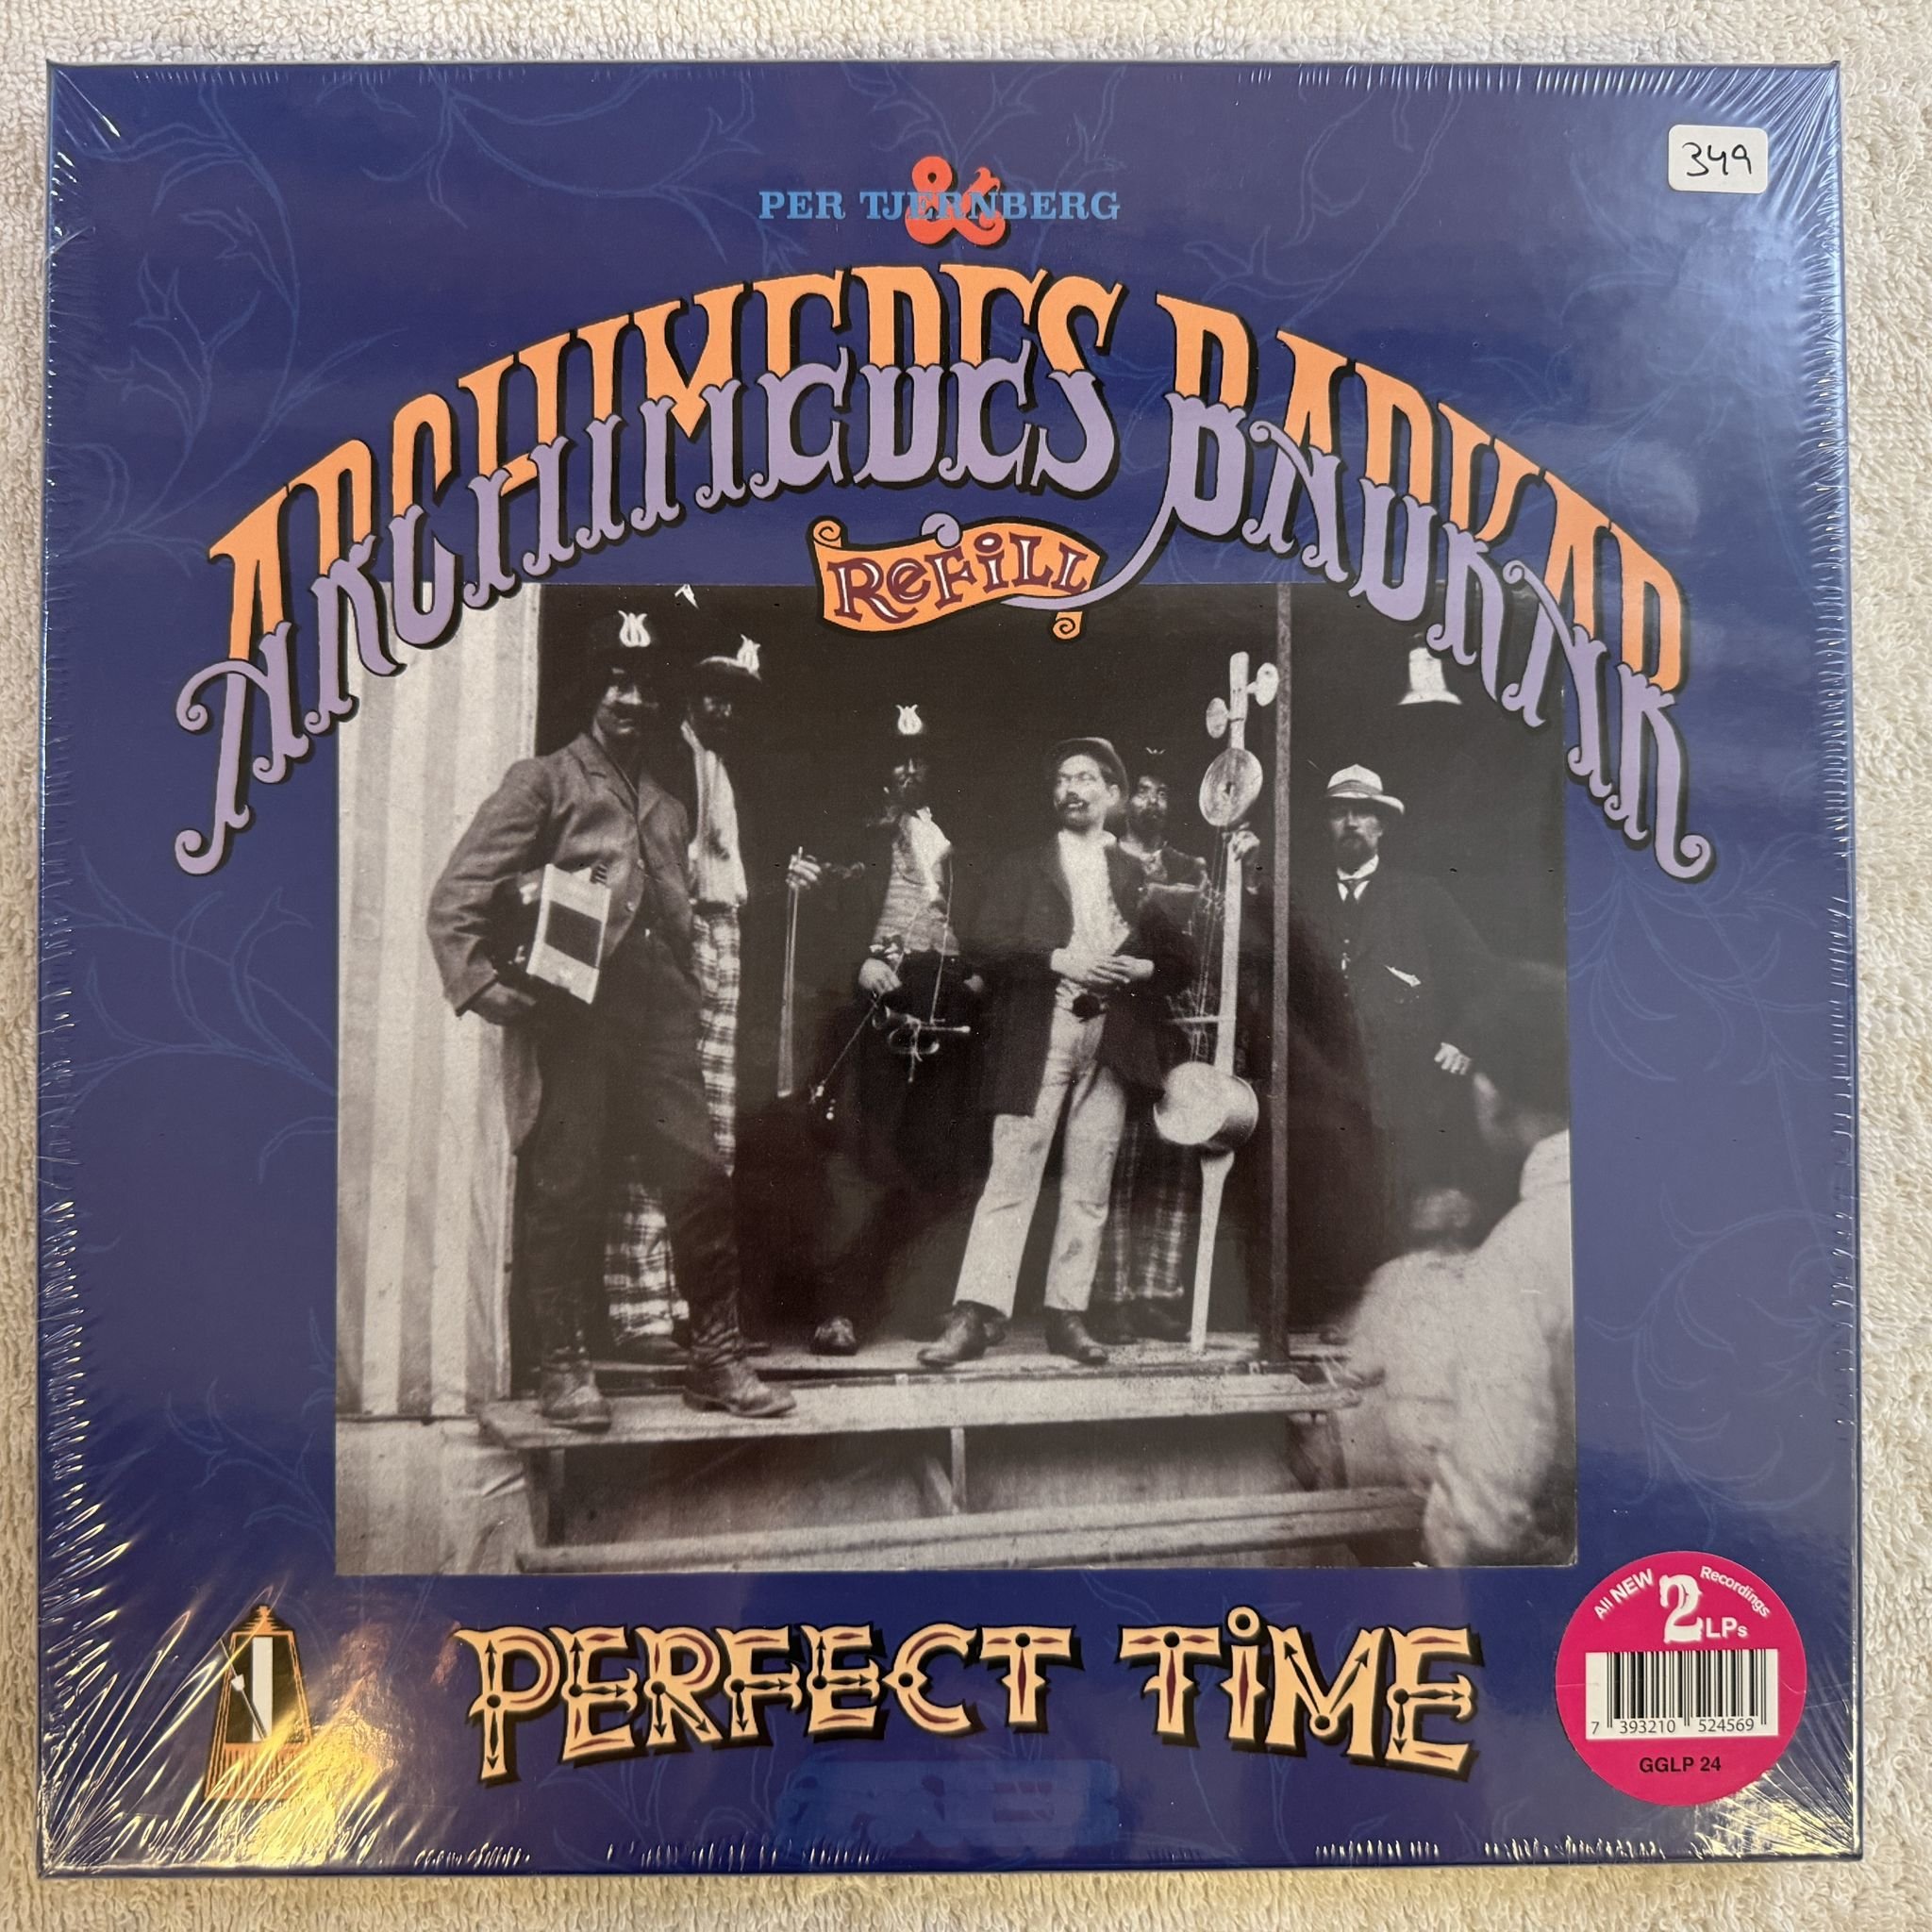 349
&
PER TJERNBERG
ARCHIMEDES BADKAR
ReFiLL
PERFECT TiME
All NEW Recordings
2 LPs
7 393210 524569
GGLP 24